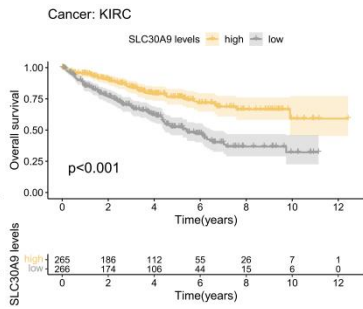 Cancer: KIRC
SLC30A9 levels high low
1.00
0.75
0.50
0.25
0.00
Overall survival
p<0.001
0 2 4 6 8 10 12
Time(years)
SLC30A9 levels
high 265 186 112 55 26 7 1
low 266 174 106 44 15 6 0
0 2 4 6 8 10 12
Time(years)